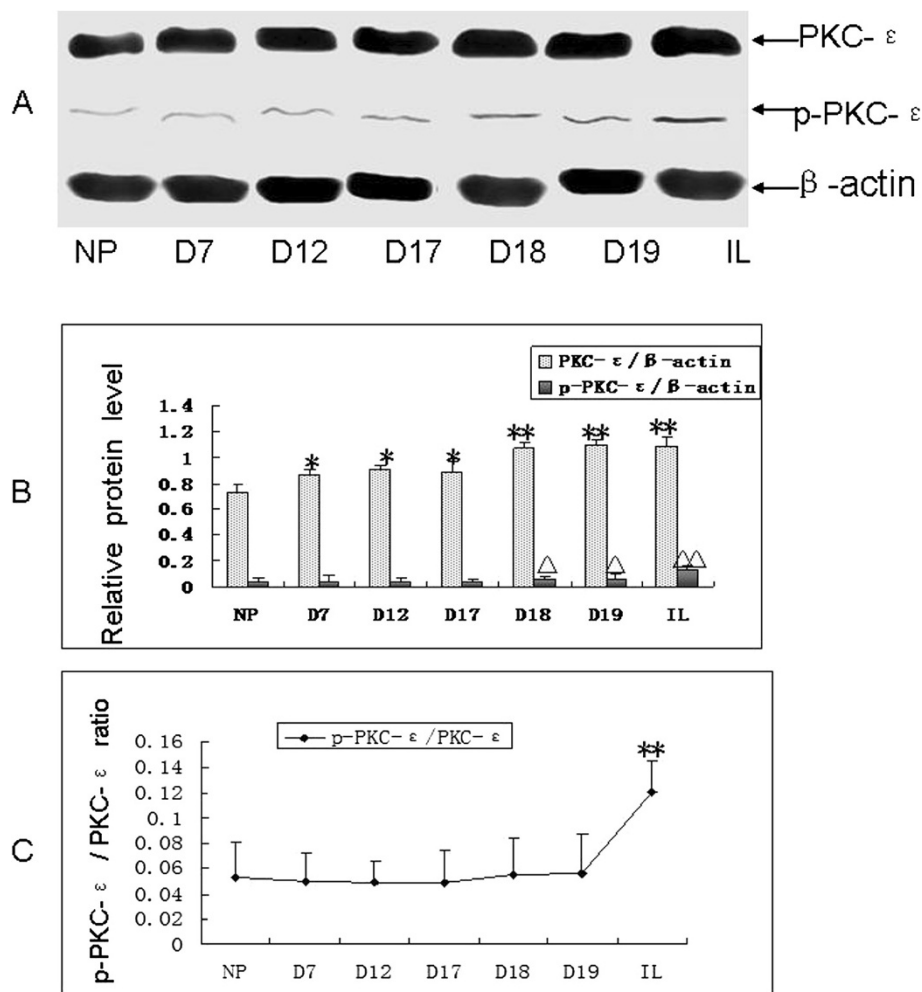 A
PKC- ε
p-PKC- ε
β -actin
NP D7 D12 D17 D18 D19 IL
B
PKC- ε/β-actin
p-PKC- ε/β-actin
Relative protein level
1.4
1.2
1
0.8
0.6
0.4
0.2
0
* * * ** ** **
△ △ △△
NP D7 D12 D17 D18 D19 IL
C
p-PKC- ε /PKC- ε
p-PKC- ε /PKC- ε ratio
0.16
0.14
0.12
0.1
0.08
0.06
0.04
0.02
0
**
NP D7 D12 D17 D18 D19 IL